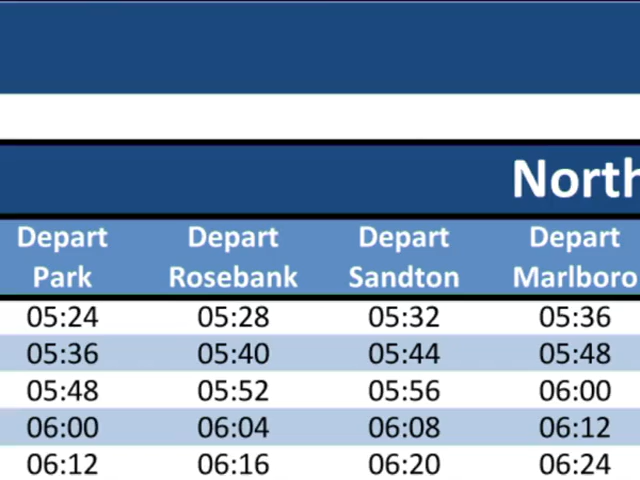 North
Depart Depart Depart Depart
Park Rosebank Sandton Marlboro
05:24 05:28 05:32 05:36
05:36 05:40 05:44 05:48
05:48 05:52 05:56 06:00
06:00 06:04 06:08 06:12
06:12 06:16 06:20 06:24